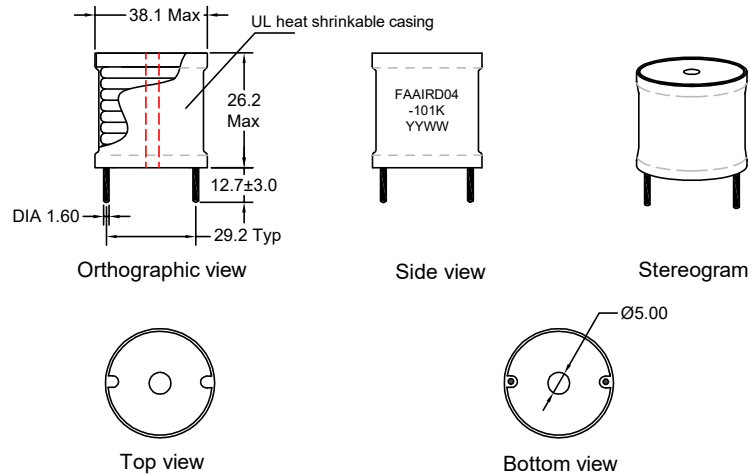 38.1 Max
UL heat shrinkable casing
26.2
Max
12.7±3.0
DIA 1.60
29.2 Typ
Orthographic view
FAAIRD04
-101K
YYWW
Side view
Stereogram
Top view
Ø5.00
Bottom view